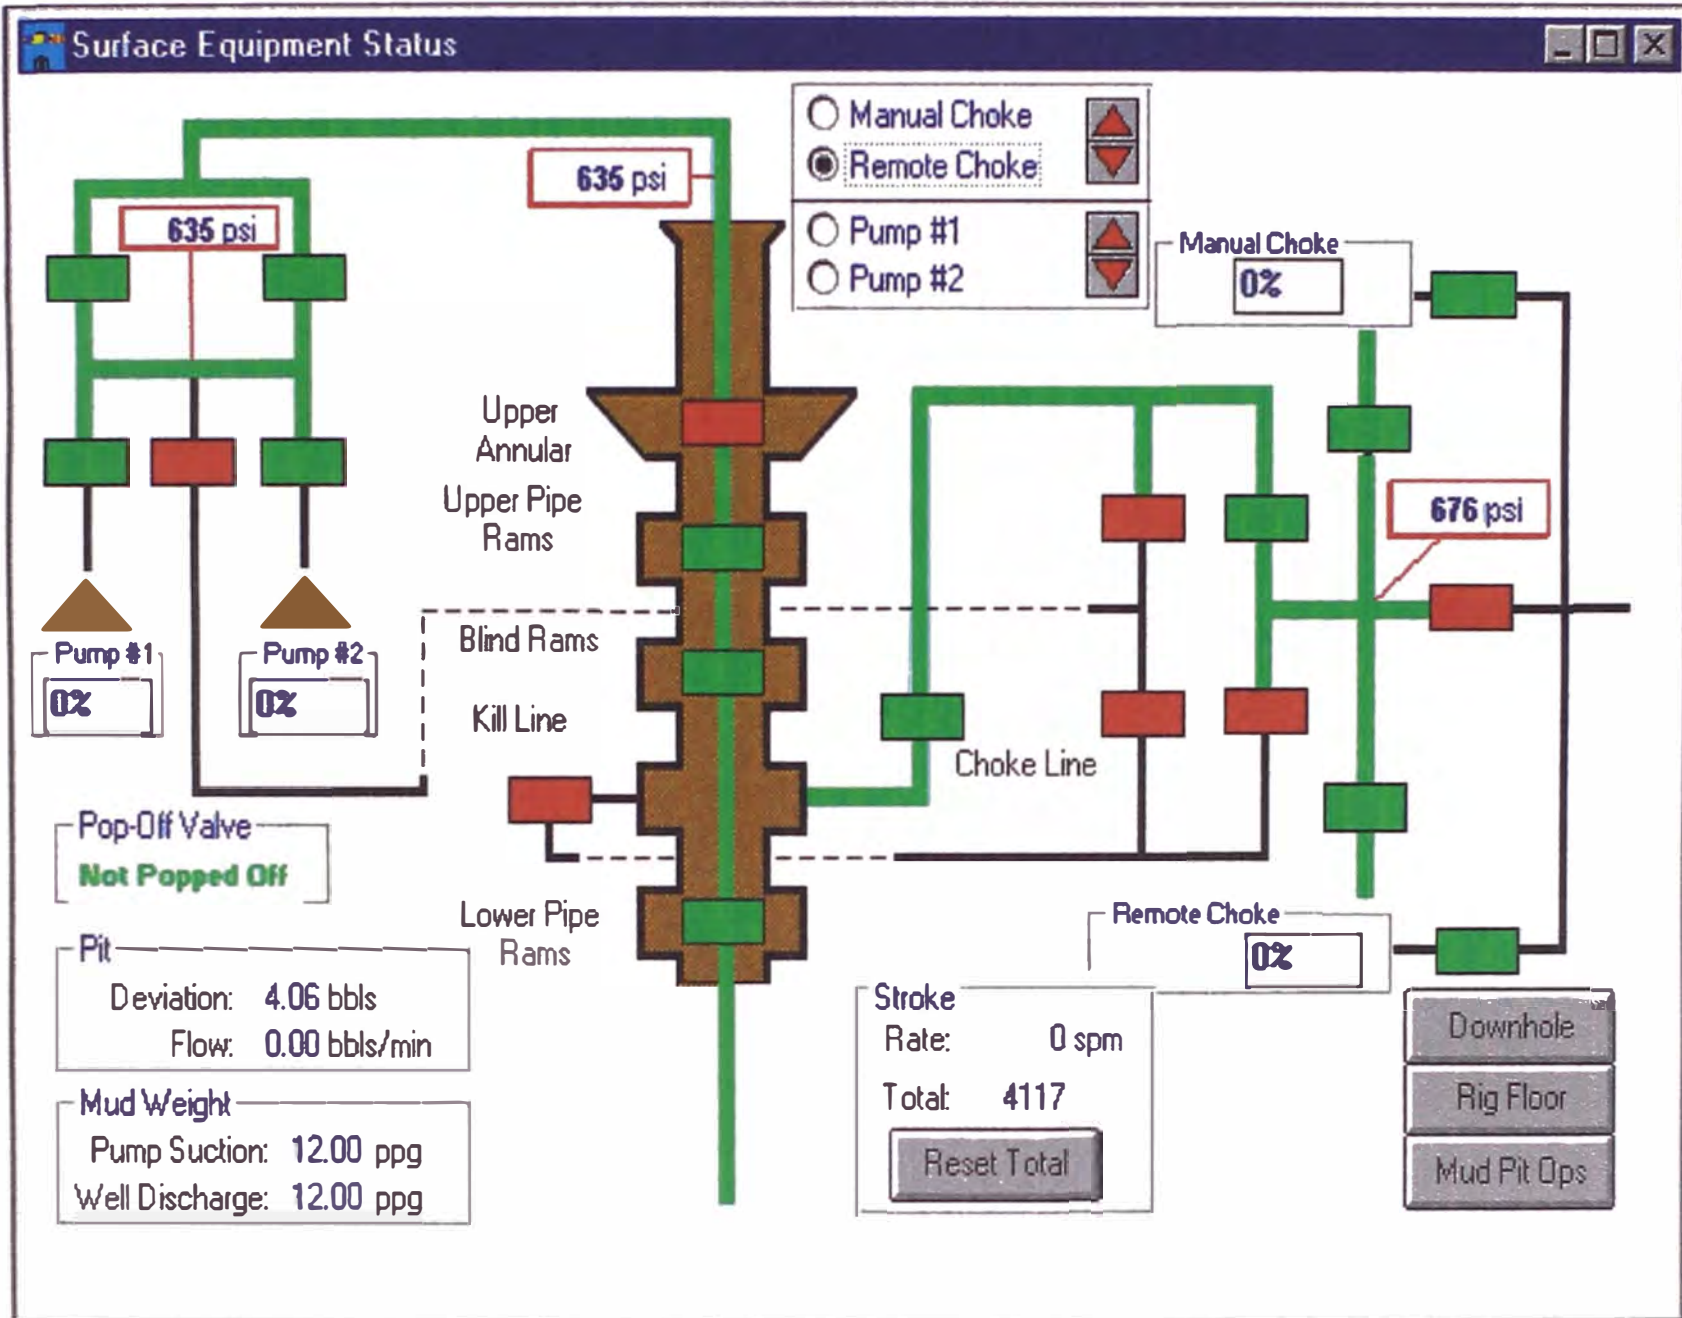 Surface Equipment Status
Manual Choke
Remote Choke
Pump #1
Pump #2
635 psi
635 psi
Manual Choke
0%
Upper
Annular
Upper Pipe
Rams
676 psi
Blind Rams
Pump #1
0%
Pump #2
0%
Kill Line
Choke Line
Pop-Off Valve
Not Popped Off
Lower Pipe
Rams
Remote Choke
0%
Pit
Deviation: 4.06 bbls
Flow: 0.00 bbls/min
Mud Weight
Pump Suction: 12.00 ppg
Well Discharge: 12.00 ppg
Stroke
Rate: 0 spm
Total: 4117
Reset Total
Downhole
Rig Floor
Mud Pit Ops